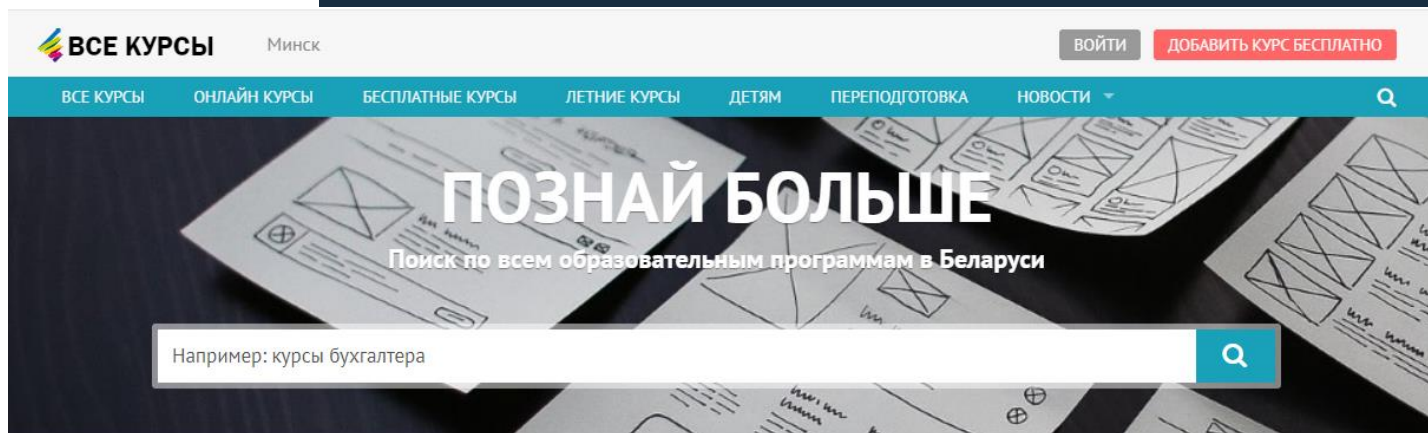 ВСЕ КУРСЫ Минск ВОЙТИ ДОБАВИТЬ КУРС БЕСПЛАТНО
ВСЕ КУРСЫ ОНЛАЙН КУРСЫ БЕСПЛАТНЫЕ КУРСЫ ЛЕТНИЕ КУРСЫ ДЕТЯМ ПЕРЕПОДГОТОВКА НОВОСТИ
ПОЗНАЙ БОЛЬШЕ
Поиск по всем образовательным программам в Беларуси
Например: курсы бухгалтера